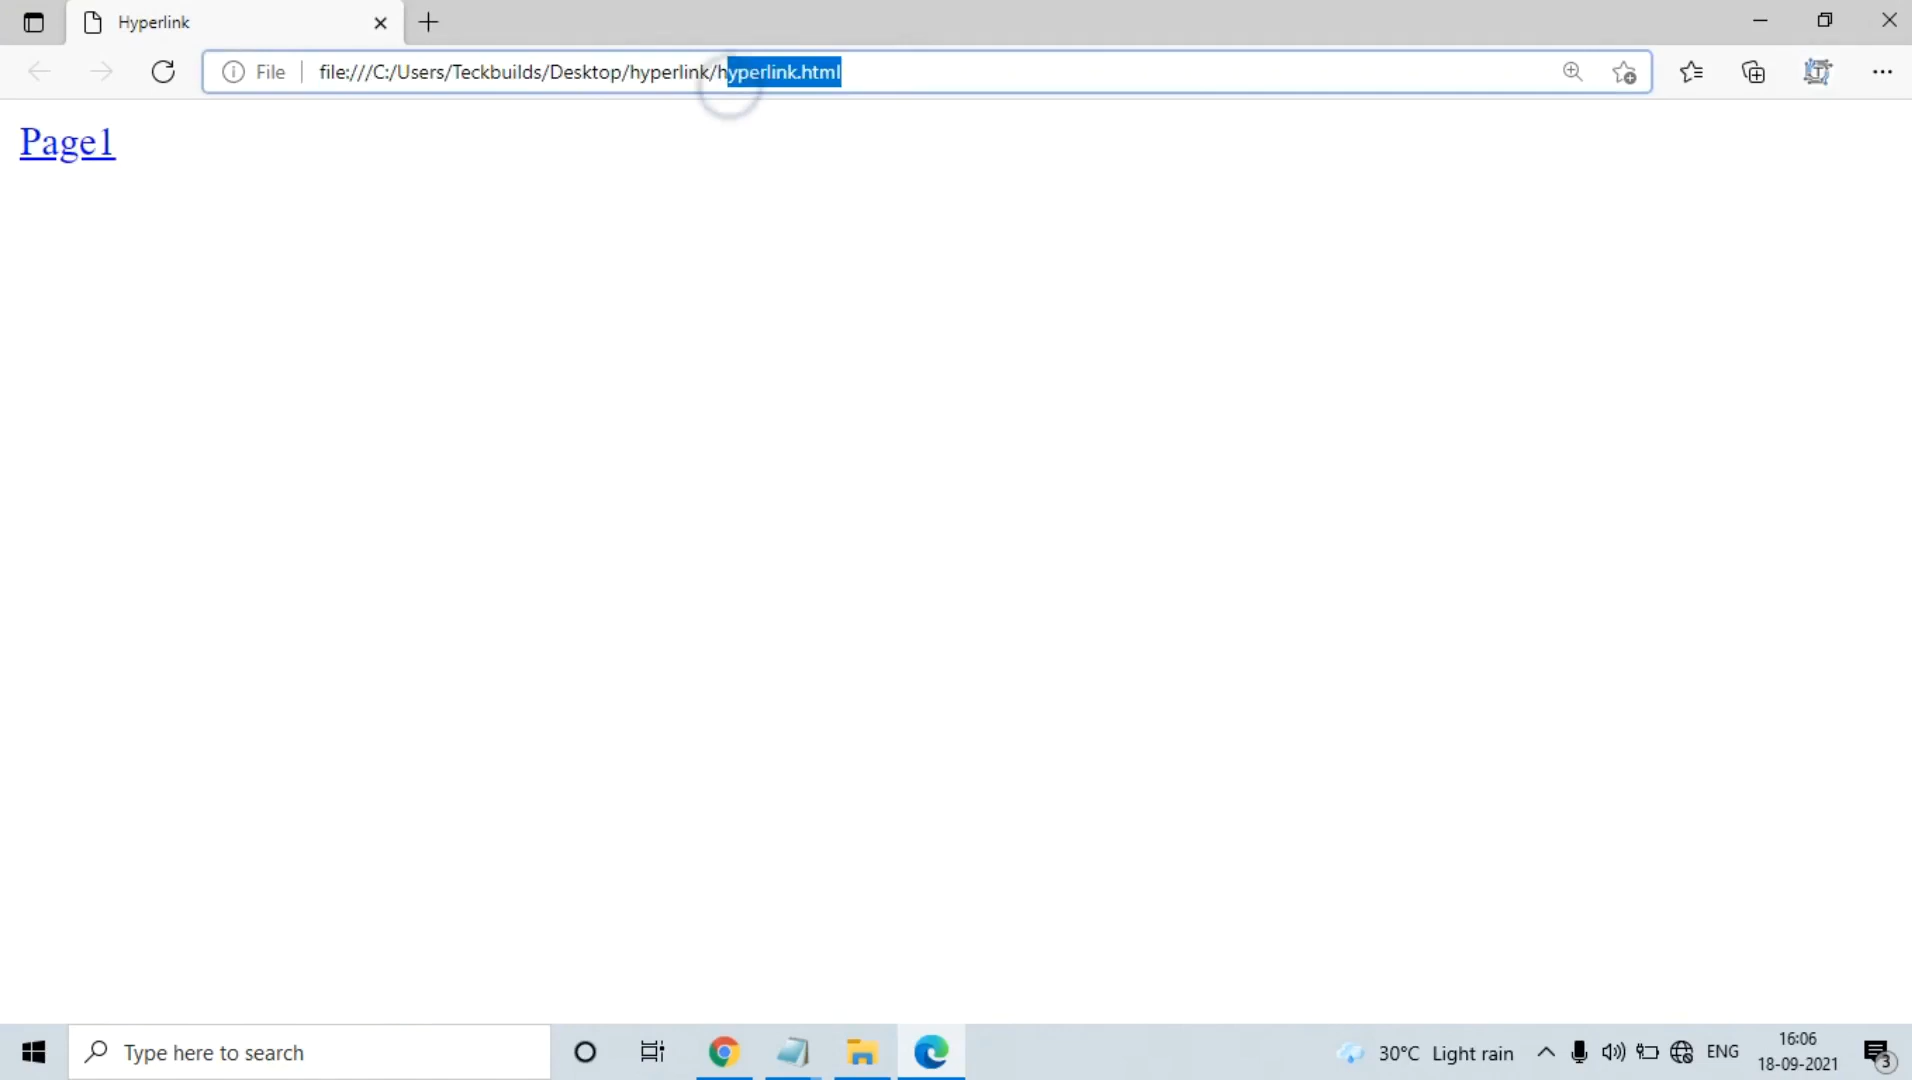 Hyperlink
File
file:///C:/Users/Teckbuilds/Desktop/hyperlink/hyperlink.html
Page1
Type here to search
30°C Light rain
ENG
16:06
18-09-2021
3